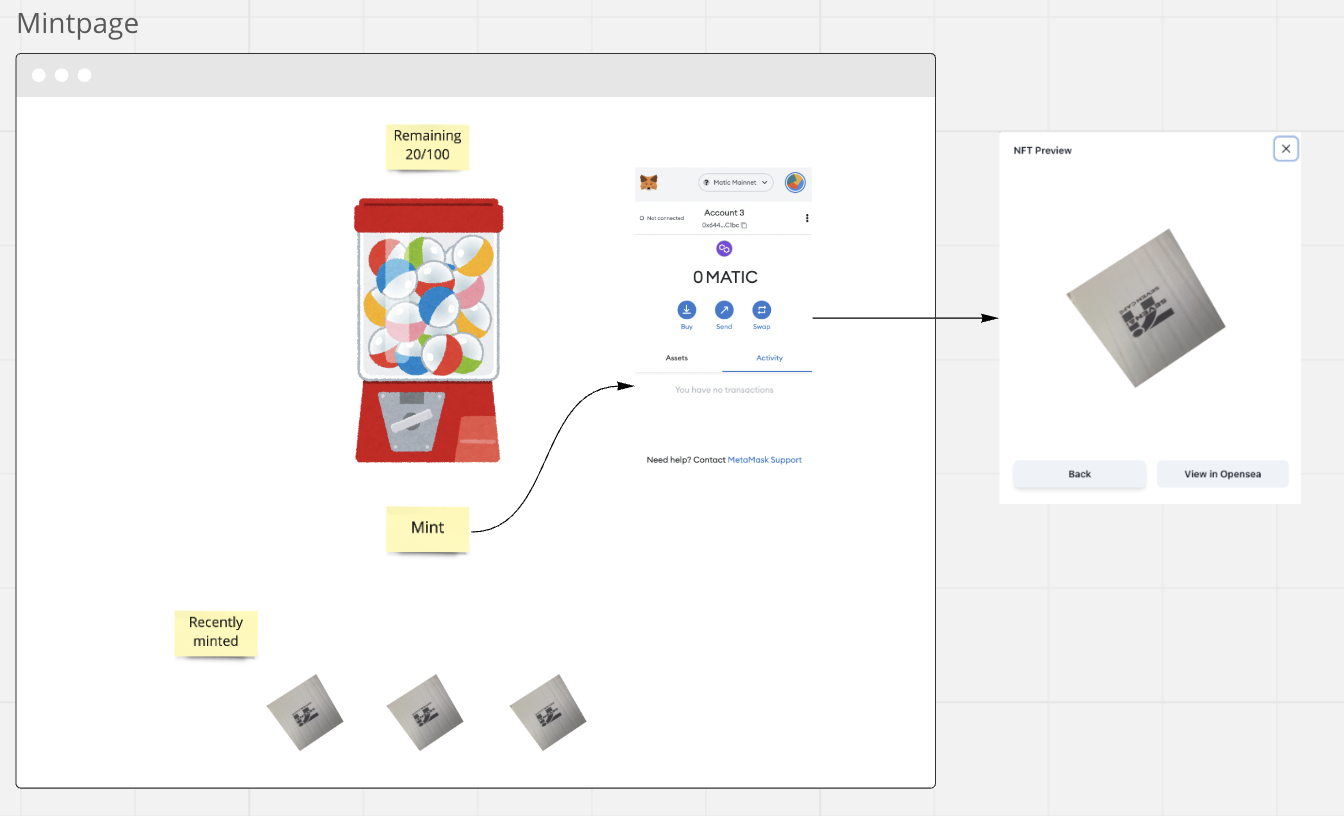 Mintpage
Remaining
20/100
Matic Mainnet
Not connected
Account 3
0x644...C1bc
0 MATIC
Buy
Send
Swap
Assets
Activity
You have no transactions
Need help? Contact MetaMask Support
Mint
Recently
minted
NFT Preview
Back
View in Opensea